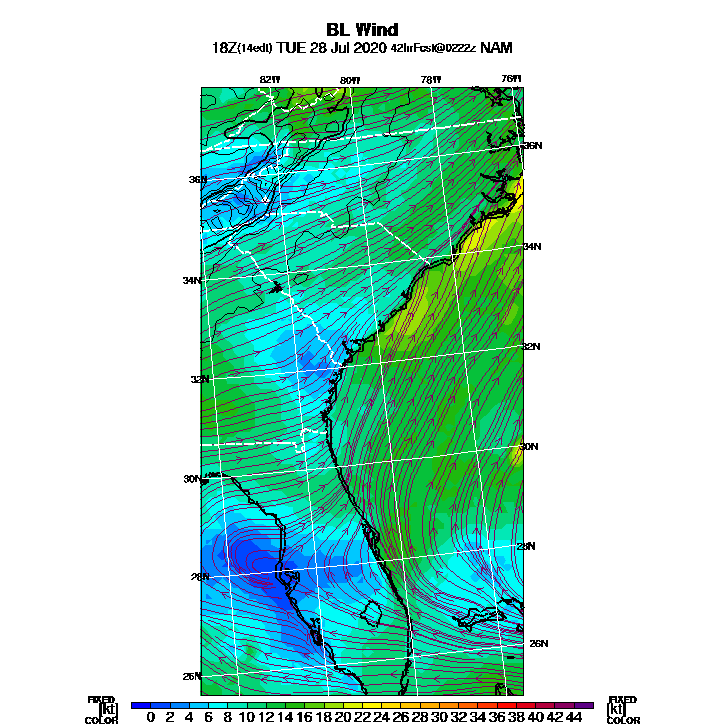 BL Wind
18Z(14edt) TUE 28 Jul 2020 42hrFcst@0222z NAM
82W 80W 78W 76W
36N
36N
34N
34N
32N
32N
30N
30N
28N
28N
26N
26N
FIXED FIXED
[kt] 0 2 4 6 8 10 12 14 16 18 20 22 24 26 28 30 32 34 36 38 40 42 44 [kt]
COLOR COLOR